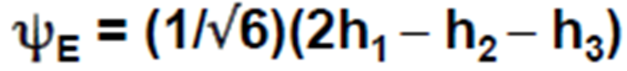 ψE = (1/√6)(2h1 – h2 – h3)